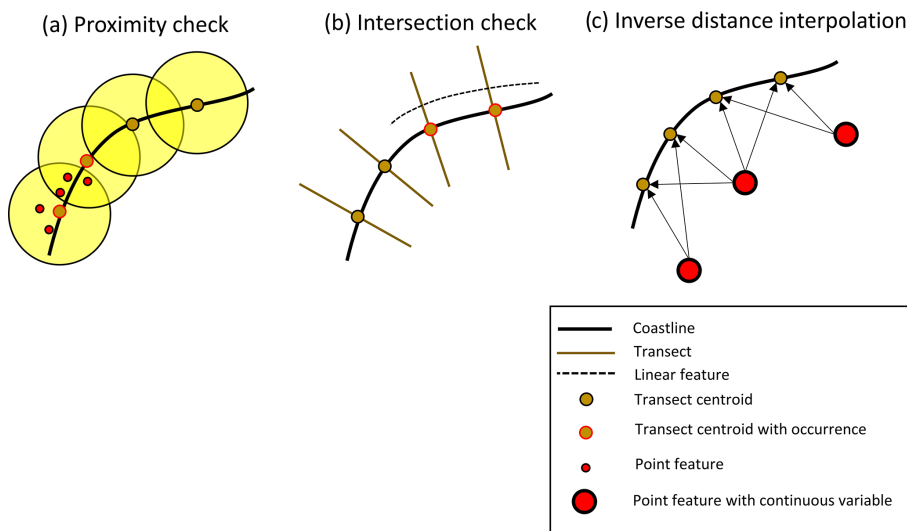 (a) Proximity check
(b) Intersection check
(c) Inverse distance interpolation
Coastline
Transect
Linear feature
Transect centroid
Transect centroid with occurrence
Point feature
Point feature with continuous variable